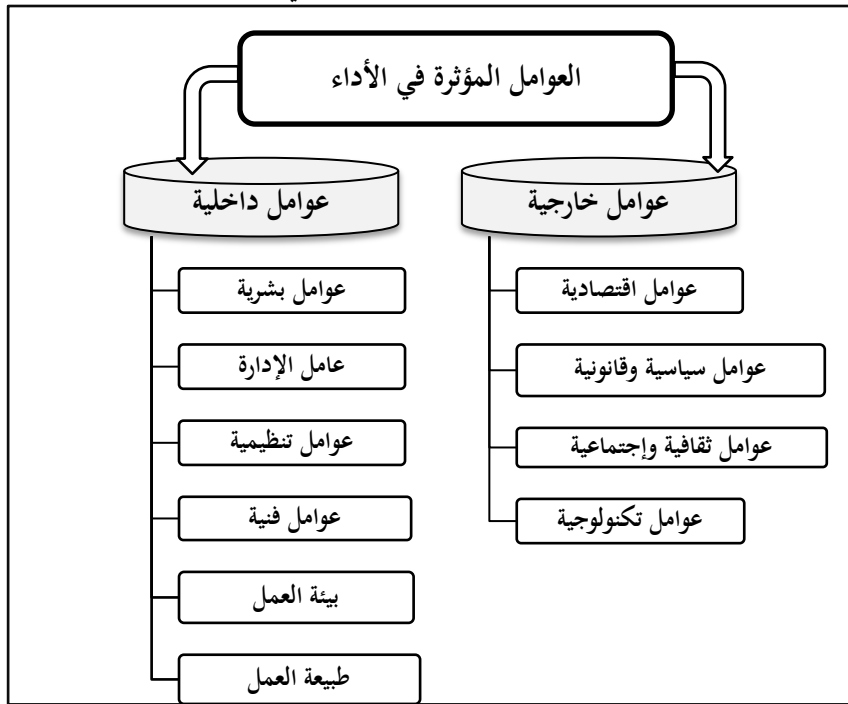 العوامل المؤثرة في الأداء
عوامل خارجية
عوامل اقتصادية
عوامل سياسية وقانونية
عوامل ثقافية وإجتماعية
عوامل تكنولوجية
عوامل داخلية
عوامل بشرية
عامل الإدارة
عوامل تنظيمية
عوامل فنية
بيئة العمل
طبيعة العمل